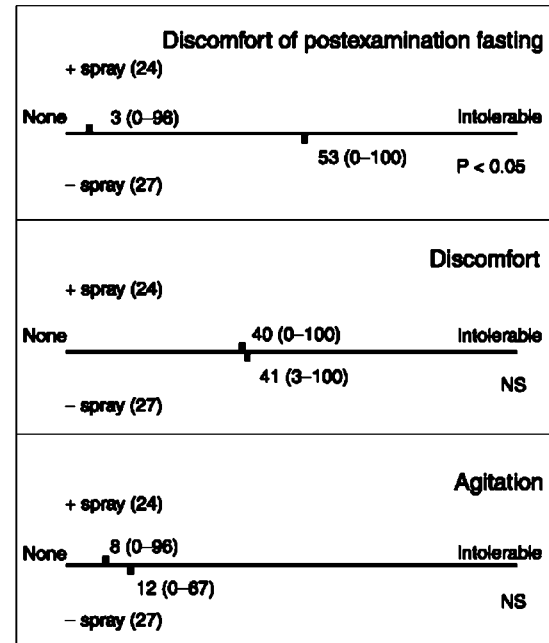 Discomfort of postexamination fasting
+ spray (24)
None 3 (0–98) Intolerable
53 (0–100) P < 0.05
– spray (27)
Discomfort
+ spray (24)
None 40 (0–100) Intolerable
41 (3–100) NS
– spray (27)
Agitation
+ spray (24)
None 8 (0–96) Intolerable
12 (0–67) NS
– spray (27)